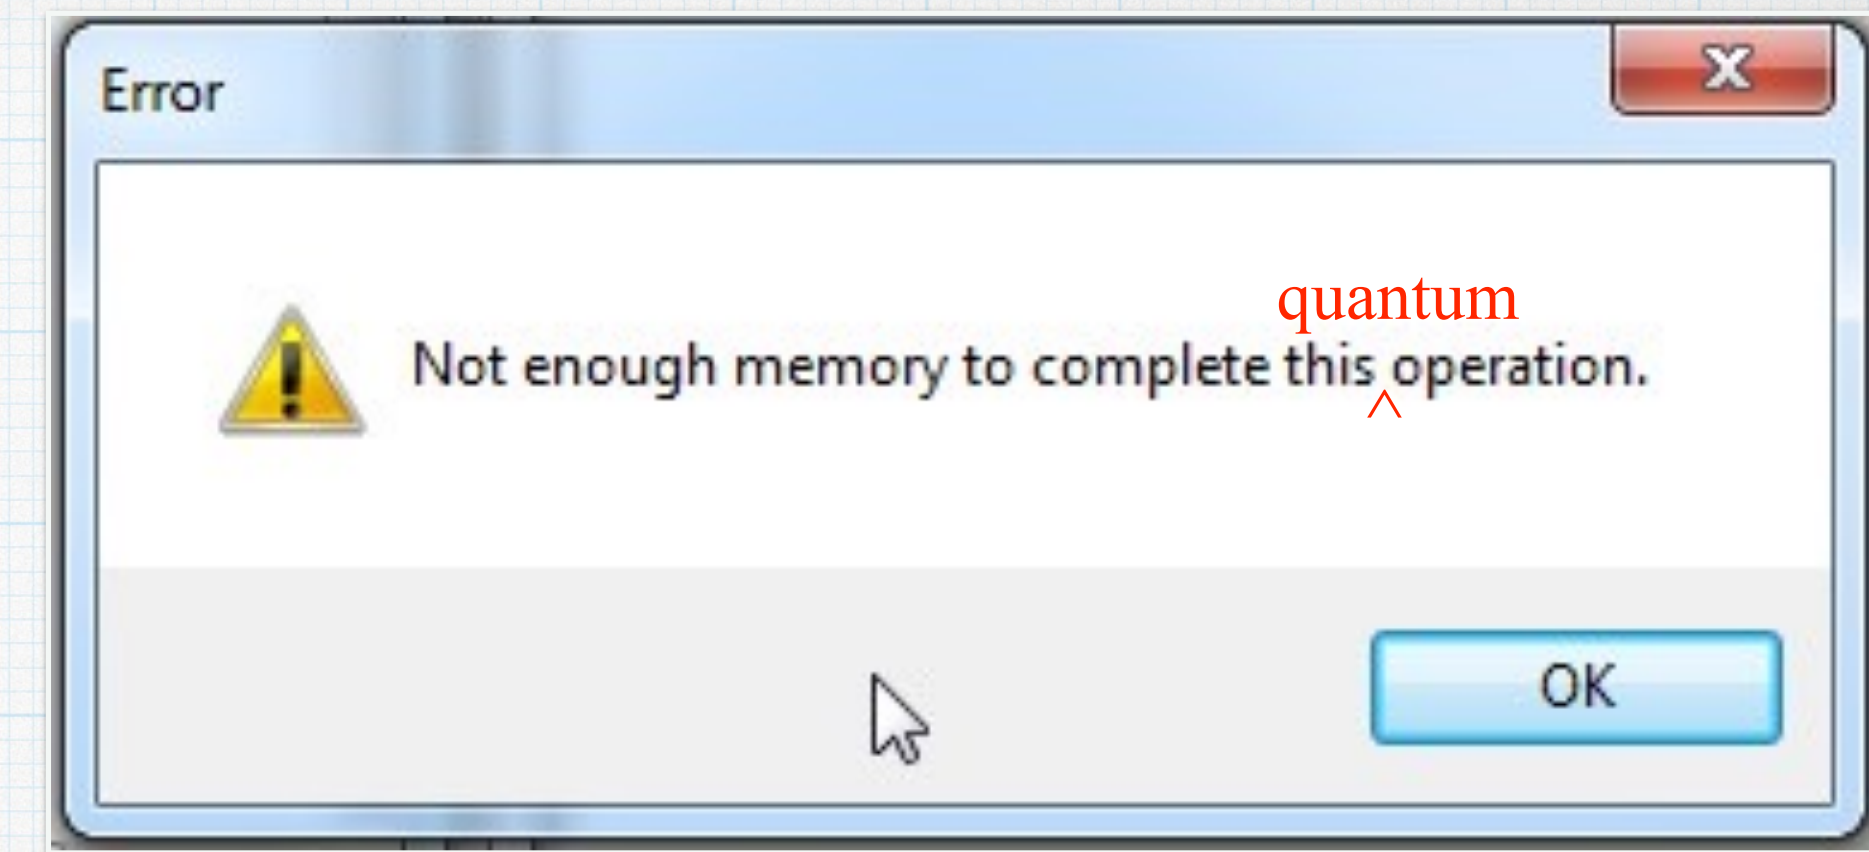 Error
x
quantum
Not enough memory to complete this operation.
^
OK